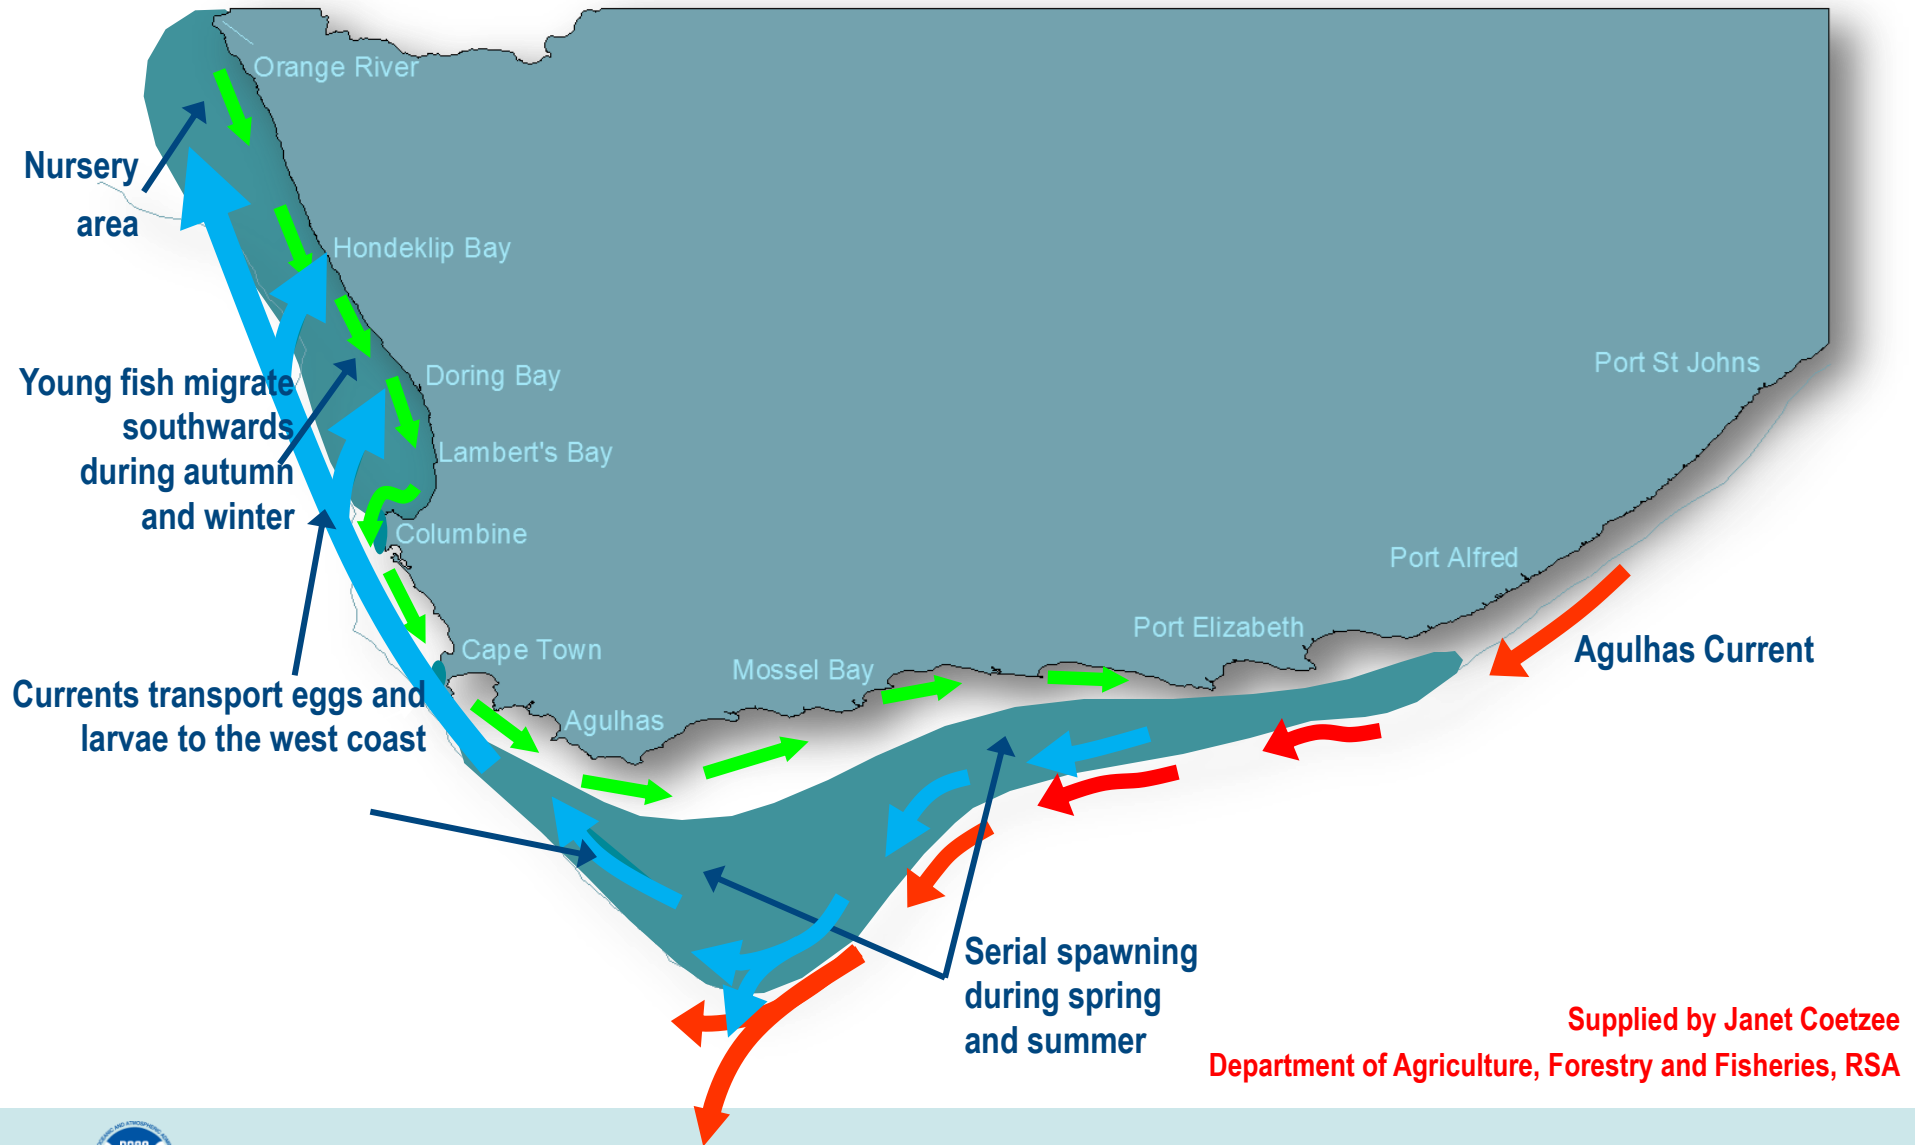 Orange River
Nursery
area
Hondeklip Bay
Port St Johns
Young fish migrate
southwards
during autumn
and winter
Doring Bay
Lambert's Bay
Columbine
Port Alfred
Port Elizabeth
Agulhas Current
Cape Town
Mossel Bay
Currents transport eggs and
larvae to the west coast
Agulhas
Serial spawning
during spring
and summer
Supplied by Janet Coetzee
Department of Agriculture, Forestry and Fisheries, RSA